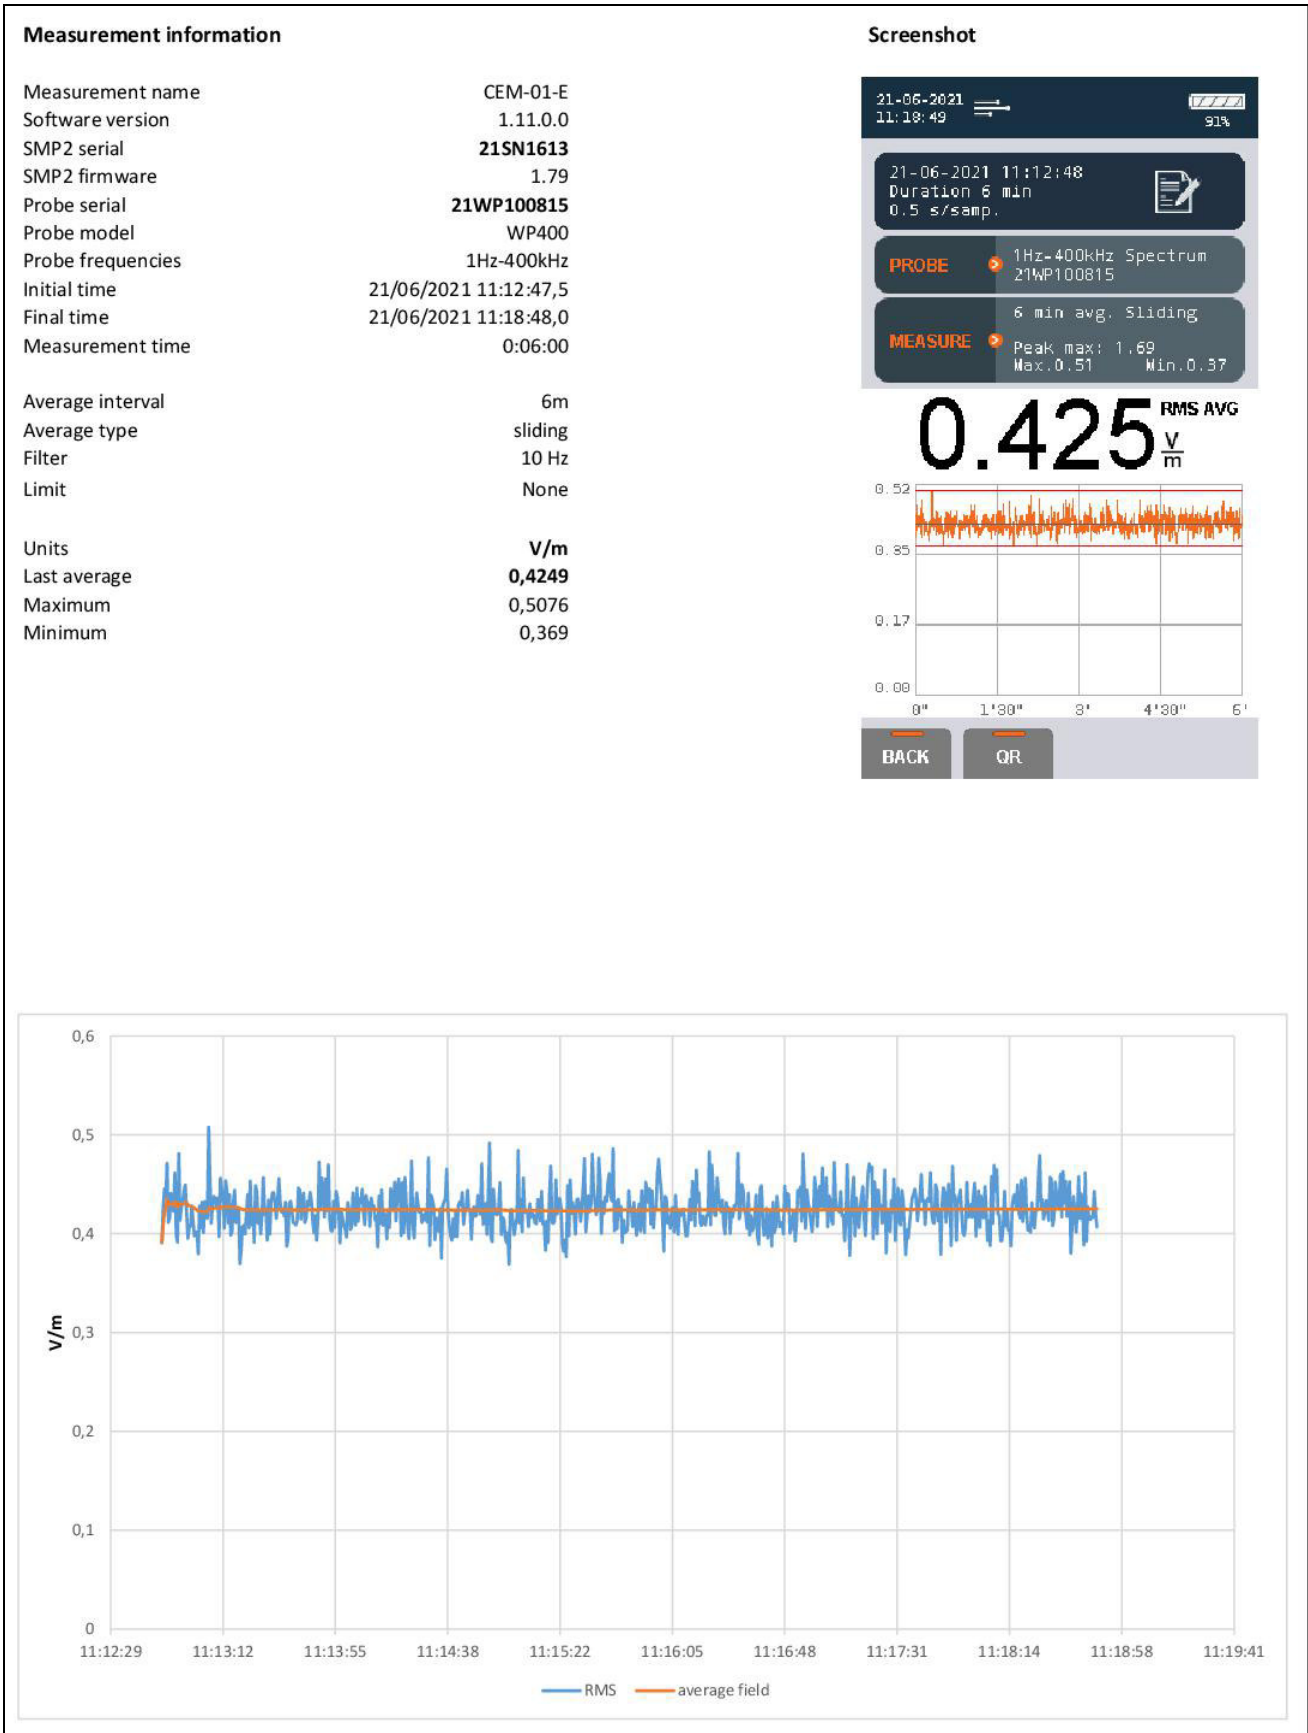 Measurement information
Measurement name CEM-01-E
Software version 1.11.0.0
SMP2 serial 21SN1613
SMP2 firmware 1.79
Probe serial 21WP100815
Probe model WP400
Probe frequencies 1Hz-400kHz
Initial time 21/06/2021 11:12:47,5
Final time 21/06/2021 11:18:48,0
Measurement time 0:06:00
Average interval 6m
Average type sliding
Filter 10 Hz
Limit None
Units V/m
Last average 0,4249
Maximum 0,5076
Minimum 0,369
Screenshot
21-06-2021
11:18:49
91%
21-06-2021 11:12:48
Duration 6 min
0.5 s/samp.
PROBE
1Hz-400kHz Spectrum
21WP100815
MEASURE
6 min avg. Sliding
Peak max: 1.69
Max.0.51 Min.0.37
0.425 RMS AVG
V
m
0.52
0.35
0.17
0.00
0" 1'30" 3' 4'30" 6'
BACK QR
0,6
0,5
0,4
0,3
0,2
0,1
0
V/m
11:12:29 11:13:12 11:13:55 11:14:38 11:15:22 11:16:05 11:16:48 11:17:31 11:18:14 11:18:58 11:19:41
RMS average field